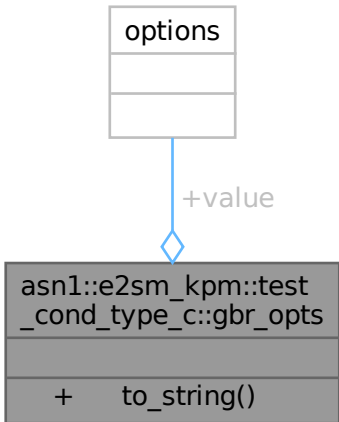 options
+value
asn1::e2sm_kpm::test
_cond_type_c::gbr_opts
+ to_string()